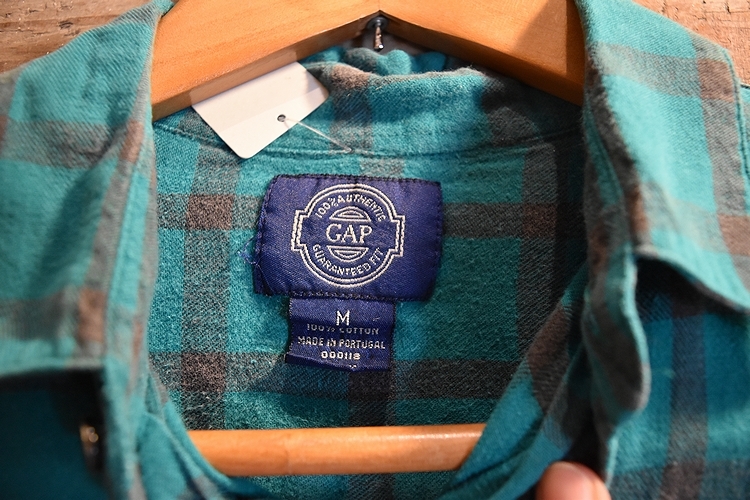 100% AUTHENTIC
GAP
GUARANTEED FIT
M
100% COTTON
MADE IN PORTUGAL
000118